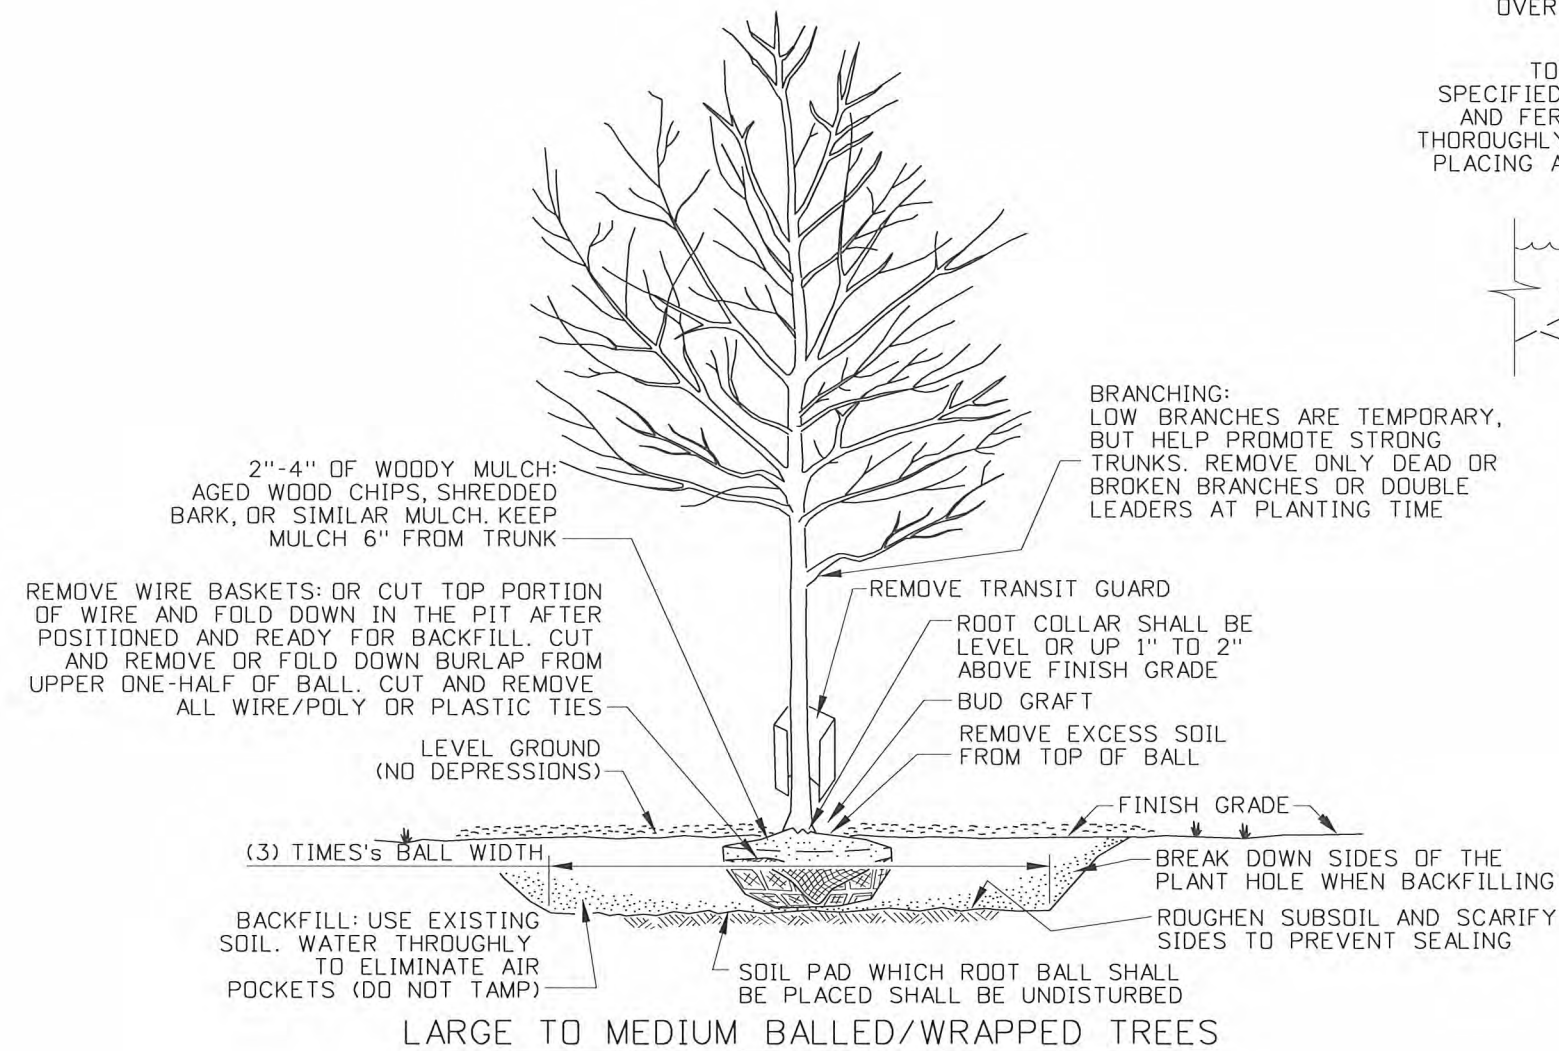 OVER
TO
SPECIFIED
AND FER
THOROUGHLY
PLACING A
BRANCHING:
LOW BRANCHES ARE TEMPORARY,
BUT HELP PROMOTE STRONG
TRUNKS. REMOVE ONLY DEAD OR
BROKEN BRANCHES OR DOUBLE
LEADERS AT PLANTING TIME
2"-4" OF WOODY MULCH:
AGED WOOD CHIPS, SHREDDED
BARK, OR SIMILAR MULCH. KEEP
MULCH 6" FROM TRUNK
REMOVE WIRE BASKETS: OR CUT TOP PORTION
OF WIRE AND FOLD DOWN IN THE PIT AFTER
POSITIONED AND READY FOR BACKFILL. CUT
AND REMOVE OR FOLD DOWN BURLAP FROM
UPPER ONE-HALF OF BALL. CUT AND REMOVE
ALL WIRE/POLY OR PLASTIC TIES
REMOVE TRANSIT GUARD
ROOT COLLAR SHALL BE
LEVEL OR UP 1" TO 2"
ABOVE FINISH GRADE
BUD GRAFT
REMOVE EXCESS SOIL
FROM TOP OF BALL
LEVEL GROUND
(NO DEPRESSIONS)
FINISH GRADE
(3) TIMES's BALL WIDTH
BREAK DOWN SIDES OF THE
PLANT HOLE WHEN BACKFILLING
BACKFILL: USE EXISTING
SOIL. WATER THROUGHLY
TO ELIMINATE AIR
POCKETS (DO NOT TAMP)
ROUGHEN SUBSOIL AND SCARIFY
SIDES TO PREVENT SEALING
SOIL PAD WHICH ROOT BALL SHALL
BE PLACED SHALL BE UNDISTURBED
LARGE TO MEDIUM BALLED/WRAPPED TREES